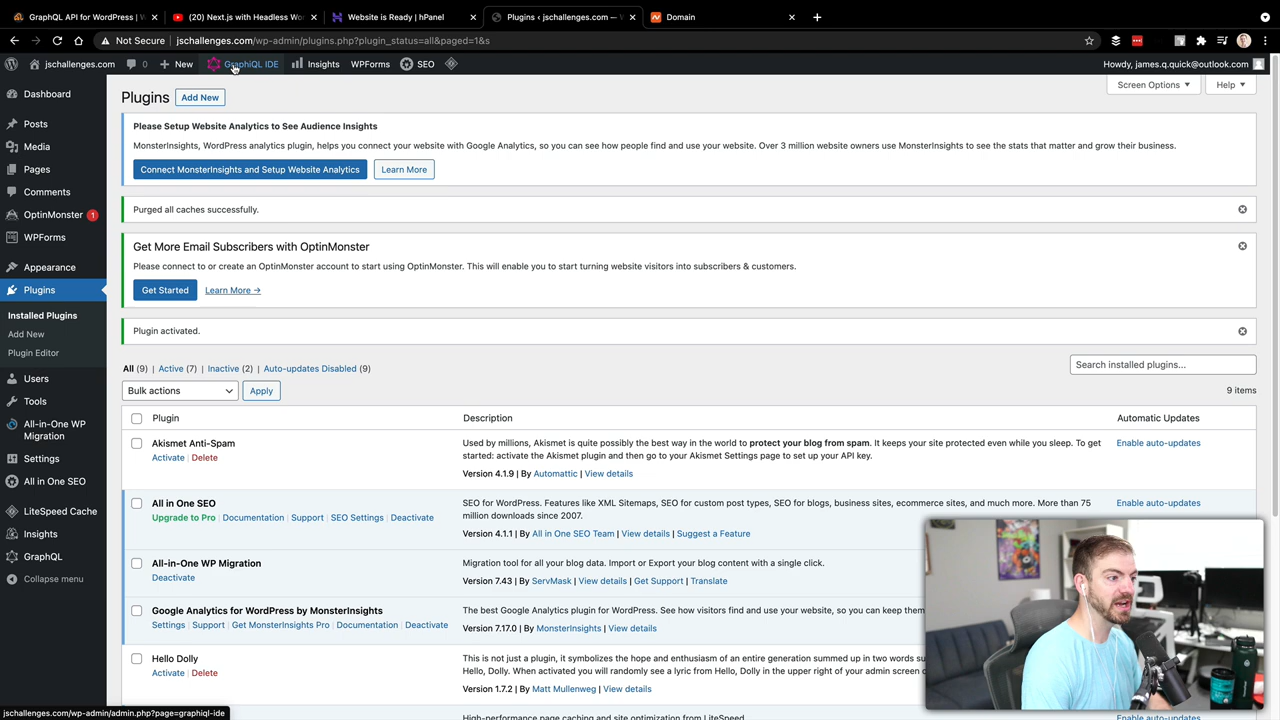 GraphQL API for WordPress | W
(20) Next.js with Headless Wo
Website is Ready | hPanel
Plugins ‹ jschallenges.com — W
Domain
Not Secure | jschallenges.com/wp-admin/plugins.php?plugin_status=all&paged=1&s
jschallenges.com 0 New GraphiQL IDE Insights WPForms SEO Howdy, james.q.quick@outlook.com
Screen Options Help
Dashboard
Posts
Media
Pages
Comments
OptinMonster 1
WPForms
Appearance
Plugins
Installed Plugins
Add New
Plugin Editor
Users
Tools
All-in-One WP
Migration
Settings
All in One SEO
LiteSpeed Cache
Insights
GraphQL
Collapse menu
Plugins Add New
Please Setup Website Analytics to See Audience Insights
MonsterInsights, WordPress analytics plugin, helps you connect your website with Google Analytics, so you can see how people find and use your website. Over 3 million website owners use MonsterInsights to see the stats that matter and grow their business.
Connect MonsterInsights and Setup Website Analytics Learn More
Purged all caches successfully.
Get More Email Subscribers with OptinMonster
Please connect to or create an OptinMonster account to start using OptinMonster. This will enable you to start turning website visitors into subscribers & customers.
Get Started Learn More →
Plugin activated.
All (9) | Active (7) | Inactive (2) | Auto-updates Disabled (9)
Search installed plugins...
Bulk actions Apply
9 items
Plugin Description Automatic Updates
Akismet Anti-Spam
Activate | Delete
Used by millions, Akismet is quite possibly the best way in the world to protect your blog from spam. It keeps your site protected even while you sleep. To get
started: activate the Akismet plugin and then go to your Akismet Settings page to set up your API key.
Version 4.1.9 | By Automattic | View details
Enable auto-updates
All in One SEO
Upgrade to Pro | Documentation | Support | SEO Settings | Deactivate
SEO for WordPress. Features like XML Sitemaps, SEO for custom post types, SEO for blogs, business sites, ecommerce sites, and much more. More than 75
million downloads since 2007.
Version 4.1.1 | By All in One SEO Team | View details | Suggest a Feature
Enable auto-updates
All-in-One WP Migration
Deactivate
Migration tool for all your blog data. Import or Export your blog content with a single click.
Version 7.43 | By ServMask | View details | Get Support | Translate
Google Analytics for WordPress by MonsterInsights
Settings | Support | Get MonsterInsights Pro | Documentation | Deactivate
The best Google Analytics plugin for WordPress. See how visitors find and use your website, so you can keep them
Version 7.17.0 | By MonsterInsights | View details
Hello Dolly
Activate | Delete
This is not just a plugin, it symbolizes the hope and enthusiasm of an entire generation summed up in two words su
Hello, Dolly. When activated you will randomly see a lyric from Hello, Dolly in the upper right of your admin screen
Version 1.7.2 | By Matt Mullenweg | View details
High-performance page caching and site optimization from LiteSpeed
jschallenges.com/wp-admin/admin.php?page=graphiql-ide